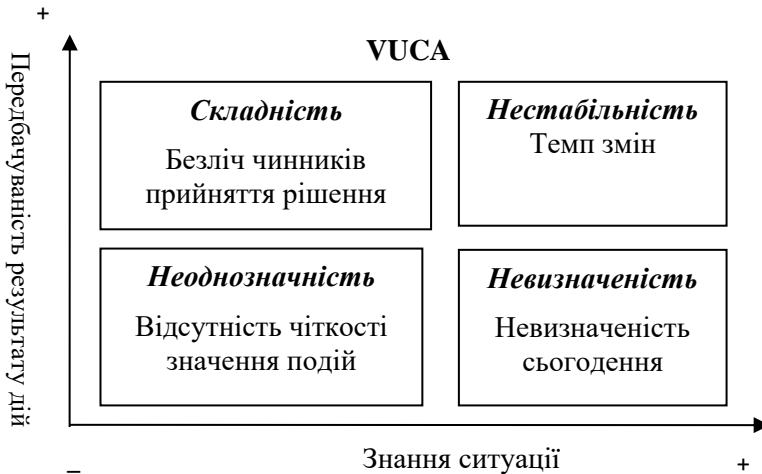 +
VUCA
Передбачуваність результату дій
Складність
Безліч чинників
прийняття рішення
Нестабільність
Темп змін
Неоднозначність
Відсутність чіткості
значення подій
Невизначеність
Невизначеність
сьогодення
–
Знання ситуації
+